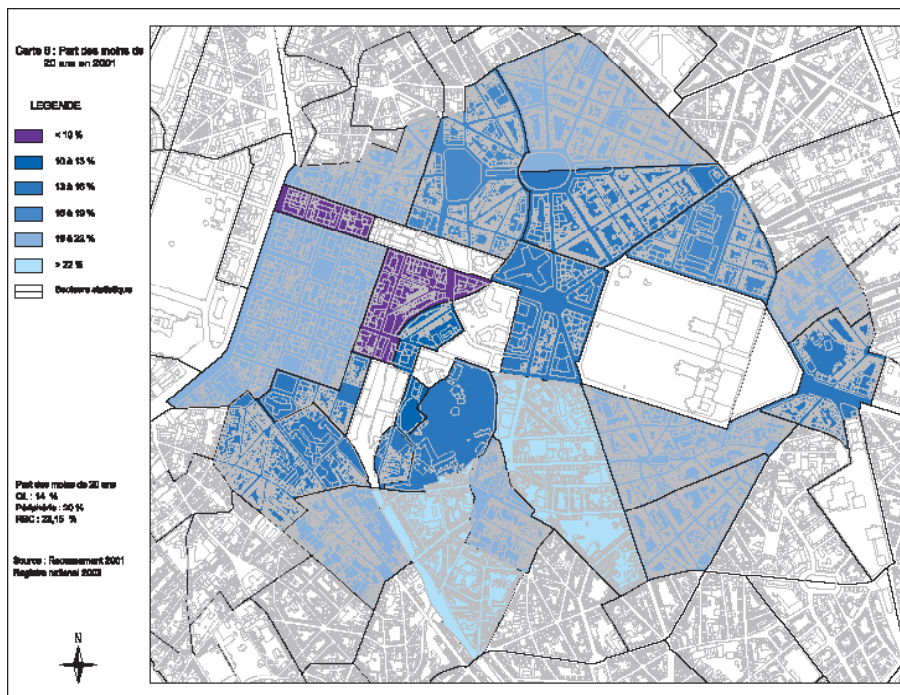 Carte 6 : Part des moins de
20 ans en 2001
LEGENDE
< 10 %
10 à 13 %
13 à 16 %
16 à 19 %
19 à 22 %
> 22 %
Secteurs statistique
Part des moins de 20 ans
QL : 14 %
Périphérie : 20 %
RBC : 23,15 %
Source : Recensement 2001
Registre national 2003
N